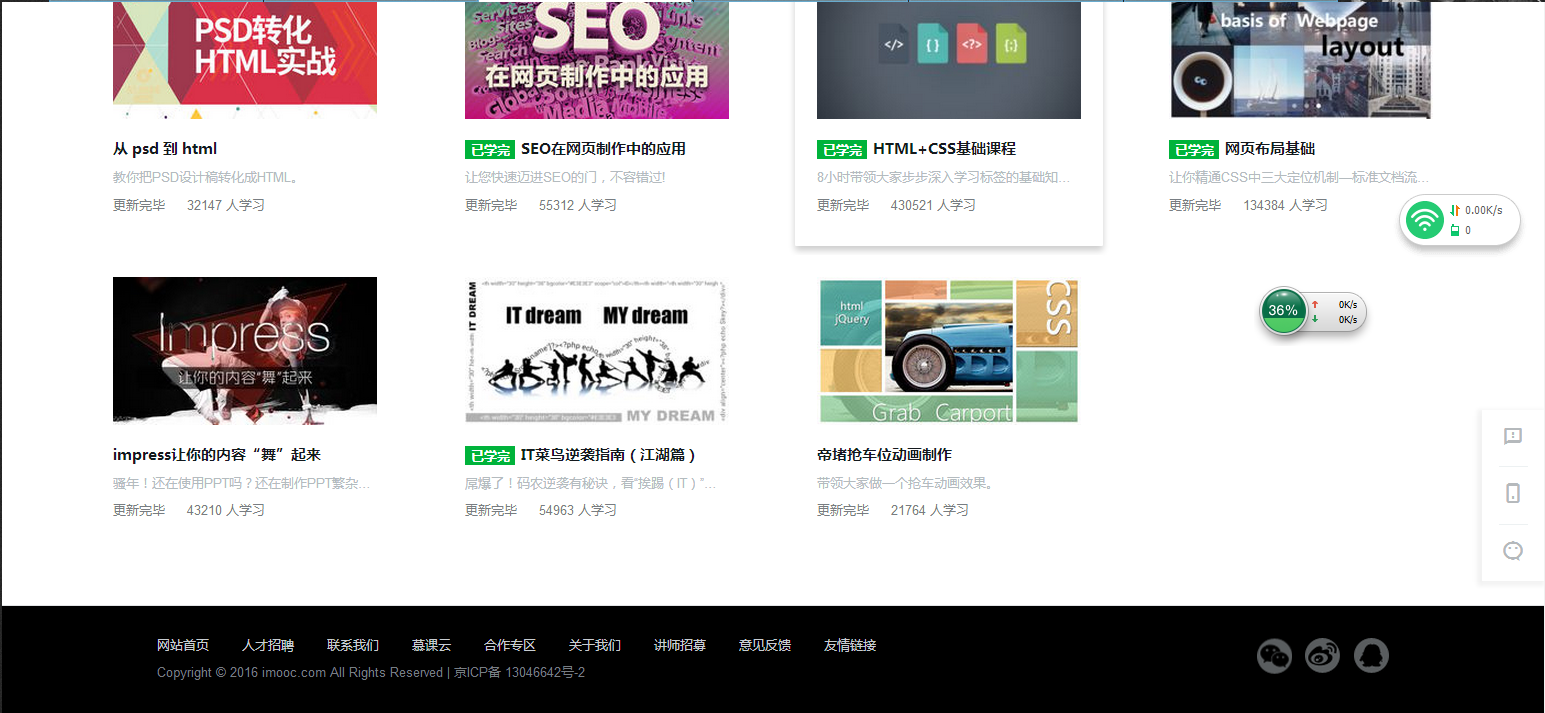 PSD转化
HTML实战
SEO
在网页制作中的应用
Services
Content
Search
Social
Media
Mobile
</>
{ }
<?>
{;}
basis of Webpage
layout
从 psd 到 html
教你把PSD设计稿转化成HTML。
更新完毕 32147 人学习
已学完 SEO在网页制作中的应用
让您快速迈进SEO的门，不容错过!
更新完毕 55312 人学习
已学完 HTML+CSS基础课程
8小时带领大家步步深入学习标签的基础知…
更新完毕 430521 人学习
已学完 网页布局基础
让你精通CSS中三大定位机制—标准文档流…
更新完毕 134384 人学习
0.00K/s
0
36%
0K/s
0K/s
Impress
让你的内容“舞”起来
IT DREAM
IT dream MY dream
MY DREAM
html
jQuery
CSS
Grab Carport
impress让你的内容“舞”起来
骚年！还在使用PPT吗？还在制作PPT繁杂…
更新完毕 43210 人学习
已学完 IT菜鸟逆袭指南（江湖篇）
屌爆了！码农逆袭有秘诀，看“挨踢（IT）”…
更新完毕 54963 人学习
帝堵抢车位动画制作
带领大家做一个抢车动画效果。
更新完毕 21764 人学习
网站首页 人才招聘 联系我们 慕课云 合作专区 关于我们 讲师招募 意见反馈 友情链接
Copyright © 2016 imooc.com All Rights Reserved | 京ICP备 13046642号-2